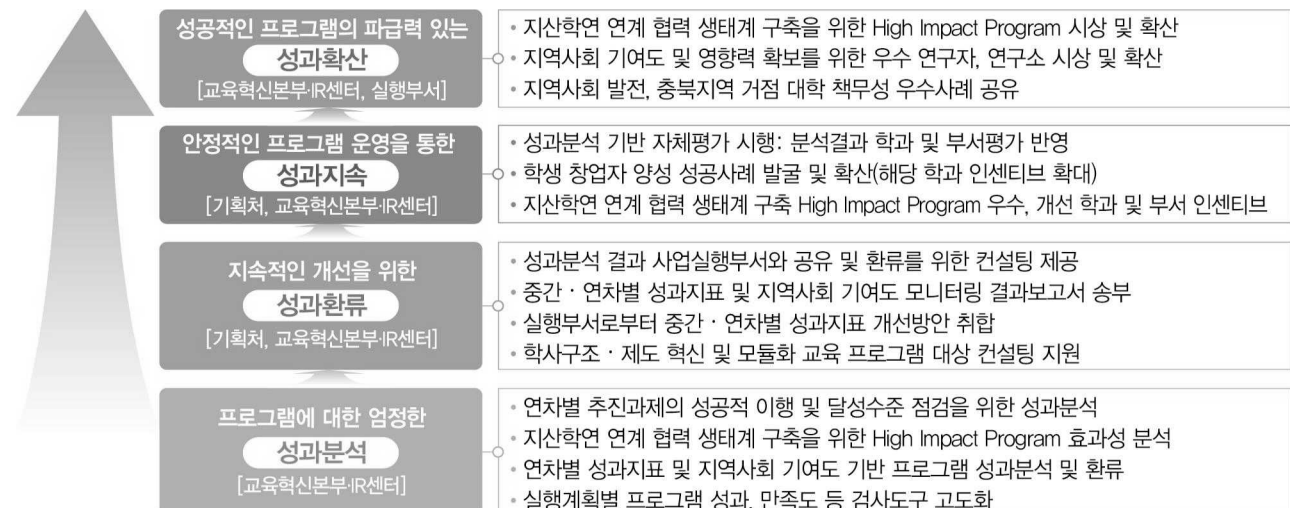 성공적인 프로그램의 파급력 있는
성과확산
[교육혁신본부·IR센터, 실행부서]
• 지산학연 연계 협력 생태계 구축을 위한 High Impact Program 시상 및 확산
• 지역사회 기여도 및 영향력 확보를 위한 우수 연구자, 연구소 시상 및 확산
• 지역사회 발전, 충북지역 거점 대학 책무성 우수사례 공유
안정적인 프로그램 운영을 통한
성과지속
[기획처, 교육혁신본부·IR센터]
• 성과분석 기반 자체평가 시행: 분석결과 학과 및 부서평가 반영
• 학생 창업자 양성 성공사례 발굴 및 확산(해당 학과 인센티브 확대)
• 지산학연 연계 협력 생태계 구축 High Impact Program 우수, 개선 학과 및 부서 인센티브
지속적인 개선을 위한
성과환류
[기획처, 교육혁신본부·IR센터]
• 성과분석 결과 사업실행부서와 공유 및 환류를 위한 컨설팅 제공
• 중간 · 연차별 성과지표 및 지역사회 기여도 모니터링 결과보고서 송부
• 실행부서로부터 중간 · 연차별 성과지표 개선방안 취합
• 학사구조 · 제도 혁신 및 모듈화 교육 프로그램 대상 컨설팅 지원
프로그램에 대한 엄정한
성과분석
[교육혁신본부·IR센터]
• 연차별 추진과제의 성공적 이행 및 달성수준 점검을 위한 성과분석
• 지산학연 연계 협력 생태계 구축을 위한 High Impact Program 효과성 분석
• 연차별 성과지표 및 지역사회 기여도 기반 프로그램 성과분석 및 환류
• 실행계획별 프로그램 성과, 만족도 등 검사도구 고도화